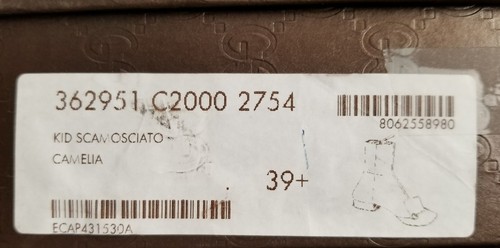 362951 C2000 2754
8062558980
KID SCAMOSCIATO
CAMELIA
39+
ECAP431530A